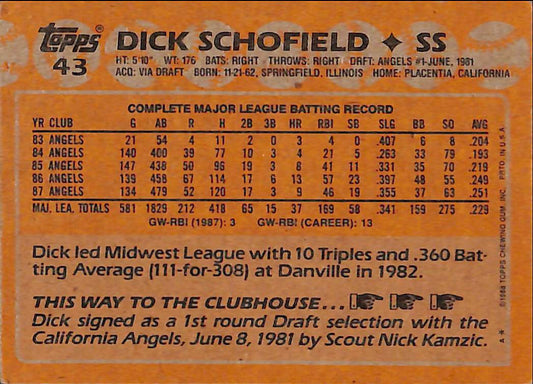 Topps
43
DICK SCHOFIELD ✦ SS
HT: 5'10" WT: 176 BATS: RIGHT THROWS: RIGHT DRAFT: ANGELS #1-JUNE, 1981
ACQ: VIA DRAFT BORN: 11-21-62, SPRINGFIELD, ILLINOIS HOME: PLACENTIA, CALIFORNIA
COMPLETE MAJOR LEAGUE BATTING RECORD
YR CLUB G AB R H 2B 3B HR RBI SB SLG BB SO AVG
83 ANGELS 21 54 4 11 2 0 3 4 0 .407 6 8 .204
84 ANGELS 140 400 39 77 10 3 4 21 5 .263 33 79 .193
85 ANGELS 147 438 50 96 19 3 8 41 11 .331 35 70 .219
86 ANGELS 139 458 67 114 17 6 13 57 23 .397 48 55 .249
87 ANGELS 134 479 52 120 17 3 9 46 19 .355 37 63 .251
MAJ. LEA. TOTALS 581 1829 212 418 65 15 37 169 58 .341 159 275 .229
GW-RBI (1987): 3 GW-RBI (CAREER): 13
Dick led Midwest League with 10 Triples and .360 Bat-
ting Average (111-for-308) at Danville in 1982.
THIS WAY TO THE CLUBHOUSE...
Dick signed as a 1st round Draft selection with the
California Angels, June 8, 1981 by Scout Nick Kamzic.
©1988 TOPPS CHEWING GUM, INC. PRTD. IN U.S.A.
A*